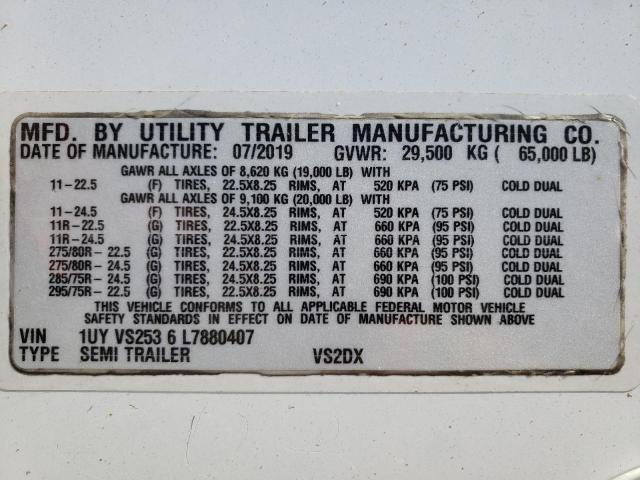 MFD. BY UTILITY TRAILER MANUFACTURING CO.
DATE OF MANUFACTURE: 07/2019 GVWR: 29,500 KG ( 65,000 LB)
GAWR ALL AXLES OF 8,620 KG (19,000 LB) WITH
11-22.5 (F) TIRES, 22.5X8.25 RIMS, AT 520 KPA (75 PSI) COLD DUAL
GAWR ALL AXLES OF 9,100 KG (20,000 LB) WITH
11-24.5 (F) TIRES, 24.5X8.25 RIMS, AT 520 KPA (75 PSI) COLD DUAL
11R-22.5 (G) TIRES, 22.5X8.25 RIMS, AT 660 KPA (95 PSI) COLD DUAL
11R-24.5 (G) TIRES, 24.5X8.25 RIMS, AT 660 KPA (95 PSI) COLD DUAL
275/80R-22.5 (G) TIRES, 22.5X8.25 RIMS, AT 660 KPA (95 PSI) COLD DUAL
275/80R-24.5 (G) TIRES, 24.5X8.25 RIMS, AT 660 KPA (95 PSI) COLD DUAL
285/75R-24.5 (G) TIRES, 24.5X8.25 RIMS, AT 690 KPA (100 PSI) COLD DUAL
295/75R-22.5 (G) TIRES, 22.5X8.25 RIMS, AT 690 KPA (100 PSI) COLD DUAL
THIS VEHICLE CONFORMS TO ALL APPLICABLE FEDERAL MOTOR VEHICLE
SAFETY STANDARDS IN EFFECT ON DATE OF MANUFACTURE SHOWN ABOVE
VIN 1UY VS253 6 L7880407
TYPE SEMI TRAILER VS2DX